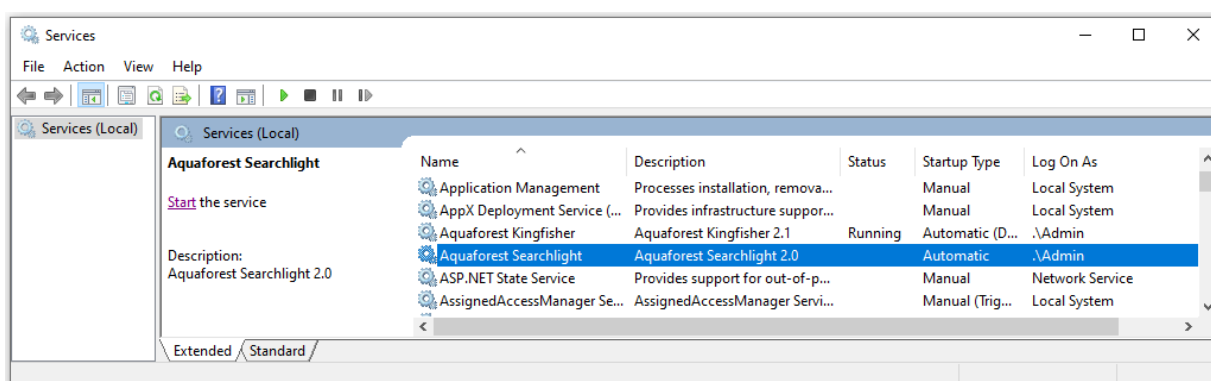 Services
File Action View Help
Services (Local)
Services (Local)
Aquaforest Searchlight
Start the service
Description:
Aquaforest Searchlight 2.0
Name Description Status Startup Type Log On As
Application Management Processes installation, remova... Manual Local System
AppX Deployment Service (... Provides infrastructure suppor... Manual Local System
Aquaforest Kingfisher Aquaforest Kingfisher 2.1 Running Automatic (D... .\Admin
Aquaforest Searchlight Aquaforest Searchlight 2.0 Automatic .\Admin
ASP.NET State Service Provides support for out-of-p... Manual Network Service
AssignedAccessManager Se... AssignedAccessManager Servi... Manual (Trig... Local System
Extended Standard